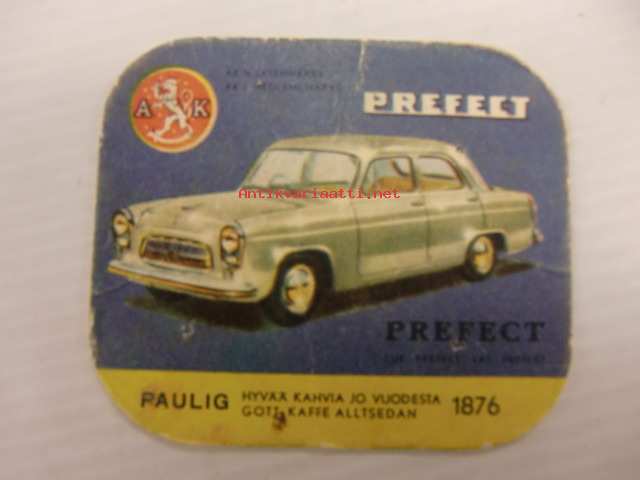 A K
PREFECT
Antikvariaatti.net
PREFECT
PAULIG HYVÄÄ KAHVIA JO VUODESTA 1876
GOTT KAFFE ALLTSEDAN